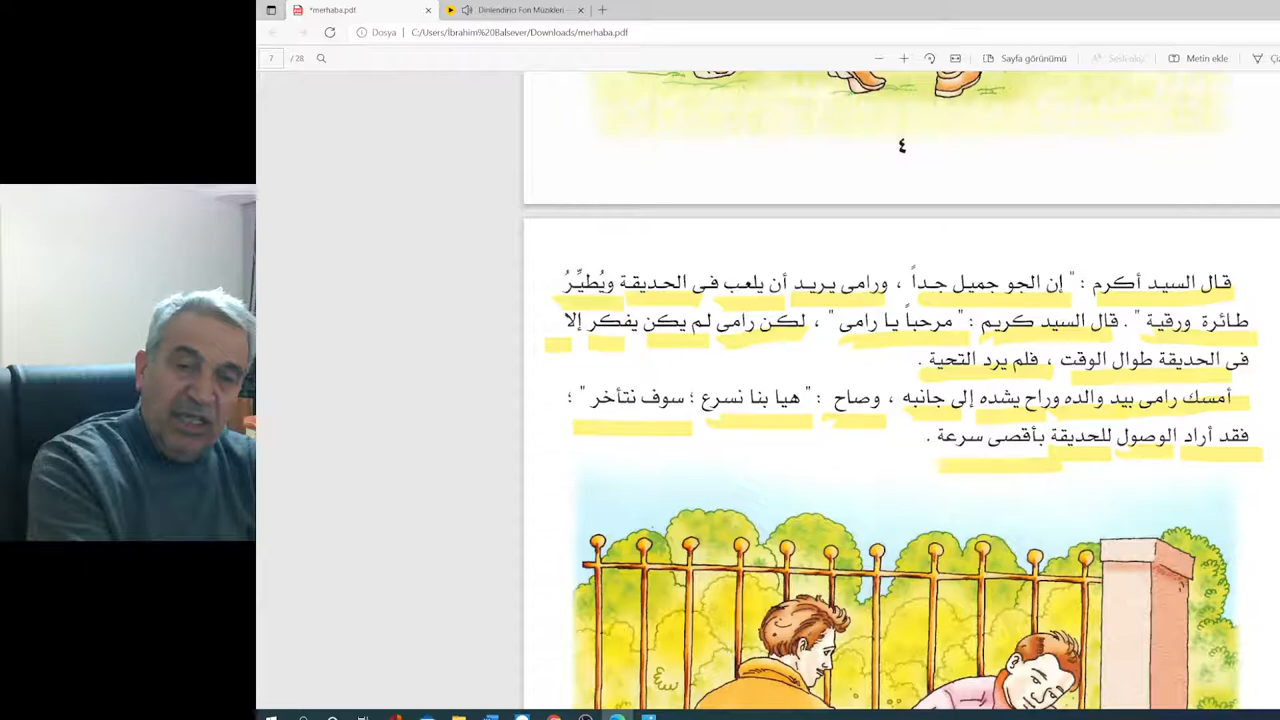 *merhaba.pdf
Dinlendirici Fon Müzikleri -
Dosya
C:/Users/İbrahim%20Balsever/Downloads/merhaba.pdf
7 / 28
Sayfa görünümü
Sesli oku
Metin ekle
٤
قال السيد أكرم : " إن الجو جميل جداً ، ورامى يريد أن يلعب فى الحديقة ويُطيِّرُ
طائرة ورقية " . قال السيد كريم : " مرحباً يا رامى " ، لكن رامى لم يكن يفكر إلا
فى الحديقة طوال الوقت ، فلم يرد التحية .
أمسك رامى بيد والده وراح يشده إلى جانبه ، وصاح : " هيا بنا نسرع ؛ سوف نتأخر " ؛
فقد أراد الوصول للحديقة بأقصى سرعة .